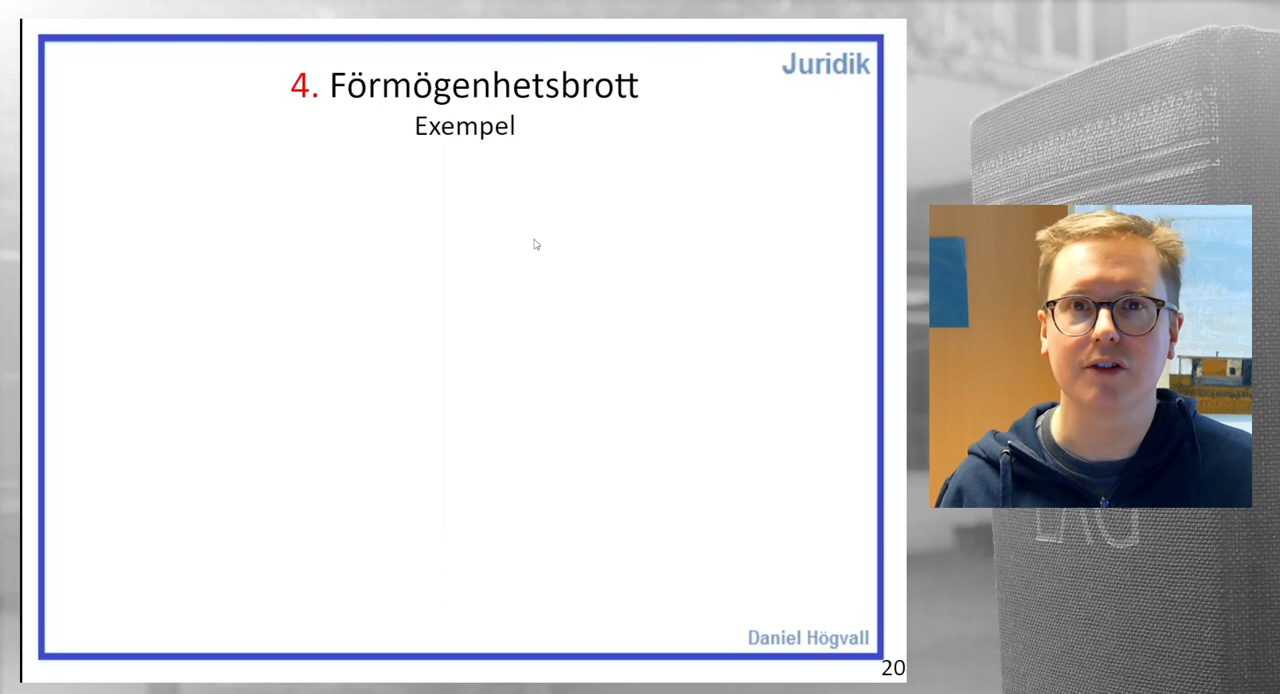 Juridik
4. Förmögenhetsbrott
Exempel
Daniel Högvall
20